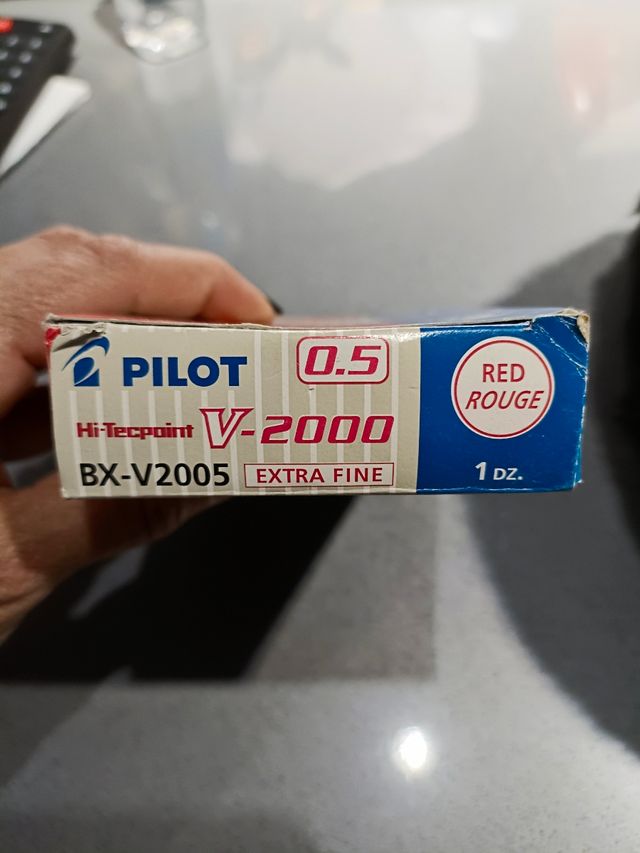 PILOT
0.5
Hi-Tecpoint V-2000
BX-V2005 EXTRA FINE
RED
ROUGE
1 DZ.